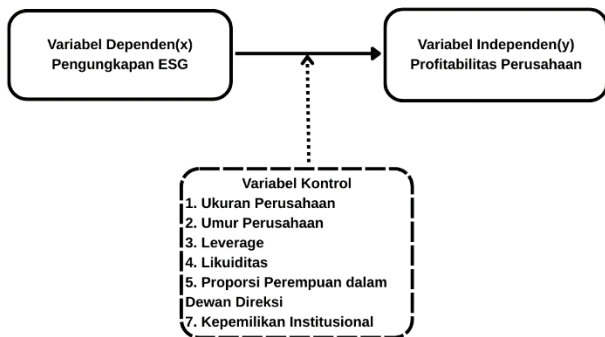 Variabel Dependen(x)
Pengungkapan ESG
Variabel Independen(y)
Profitabilitas Perusahaan
Variabel Kontrol
1. Ukuran Perusahaan
2. Umur Perusahaan
3. Leverage
4. Likuiditas
5. Proporsi Perempuan dalam
Dewan Direksi
7. Kepemilikan Institusional